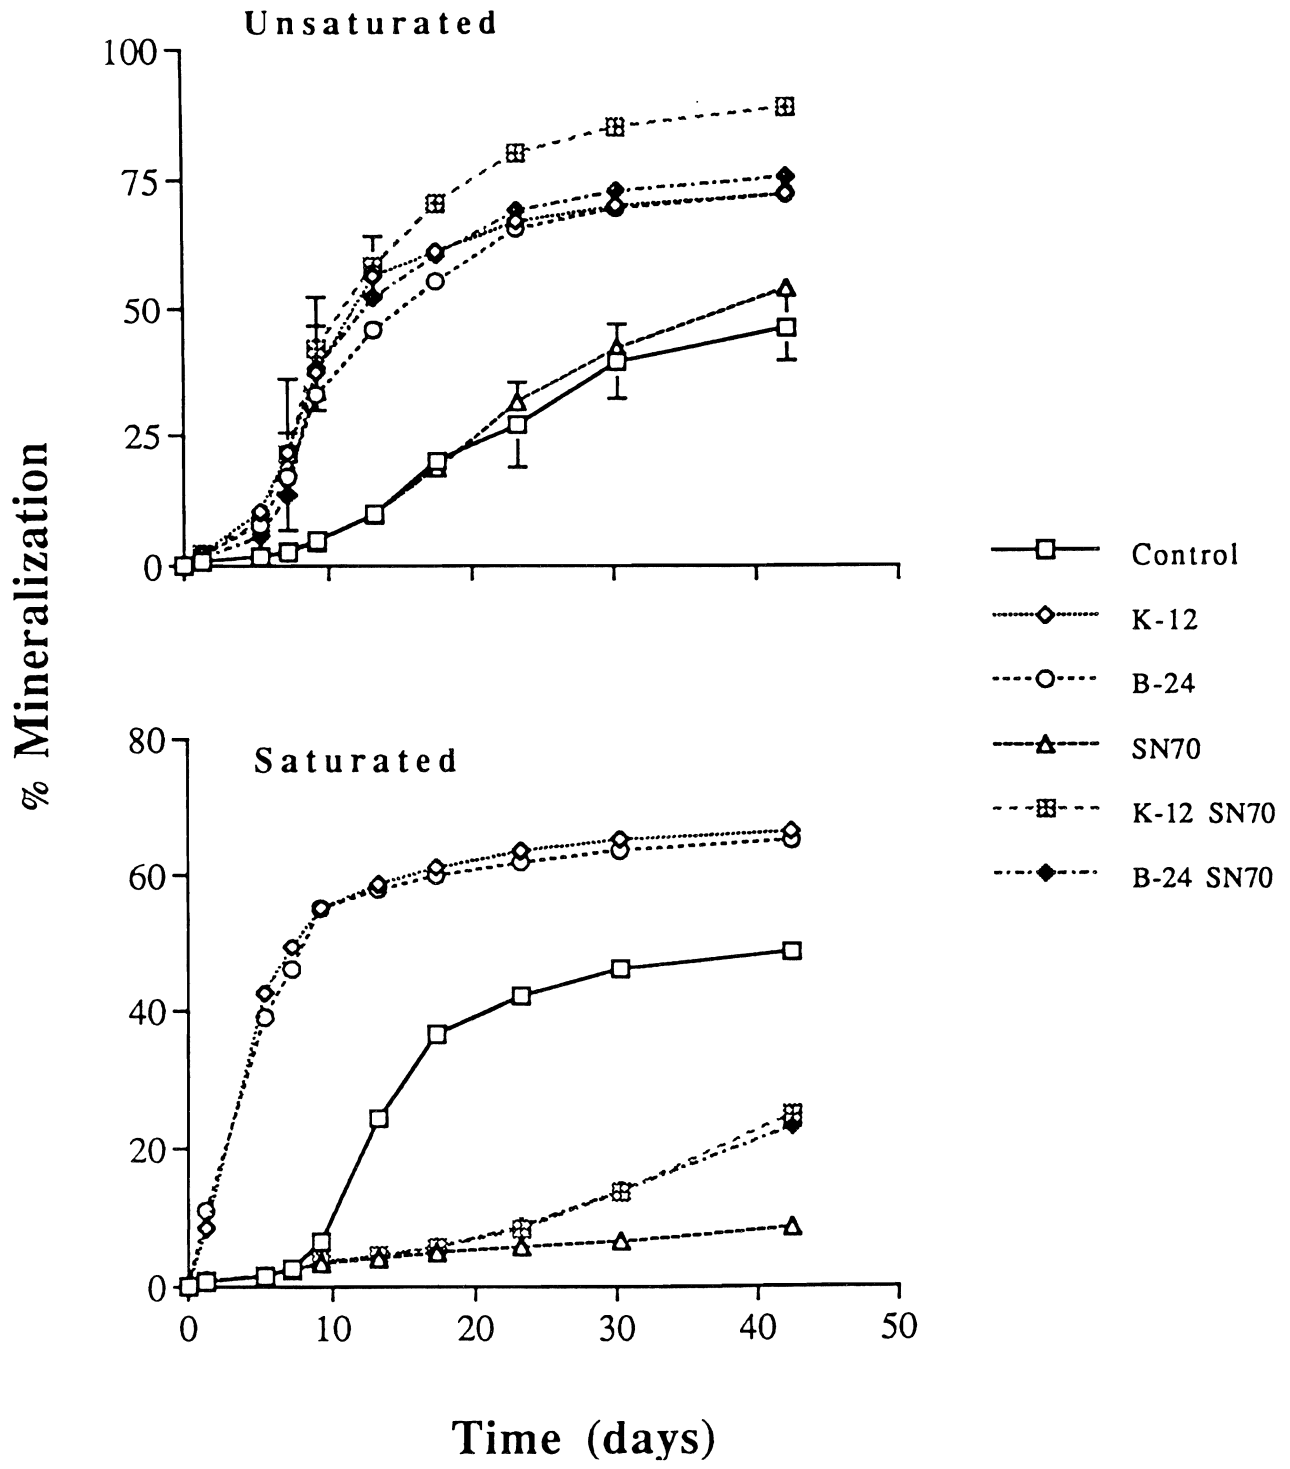 Unsaturated
100
75
50
25
0
% Mineralization
Control
K-12
B-24
SN70
K-12 SN70
B-24 SN70
Saturated
80
60
40
20
0
0 10 20 30 40 50
Time (days)